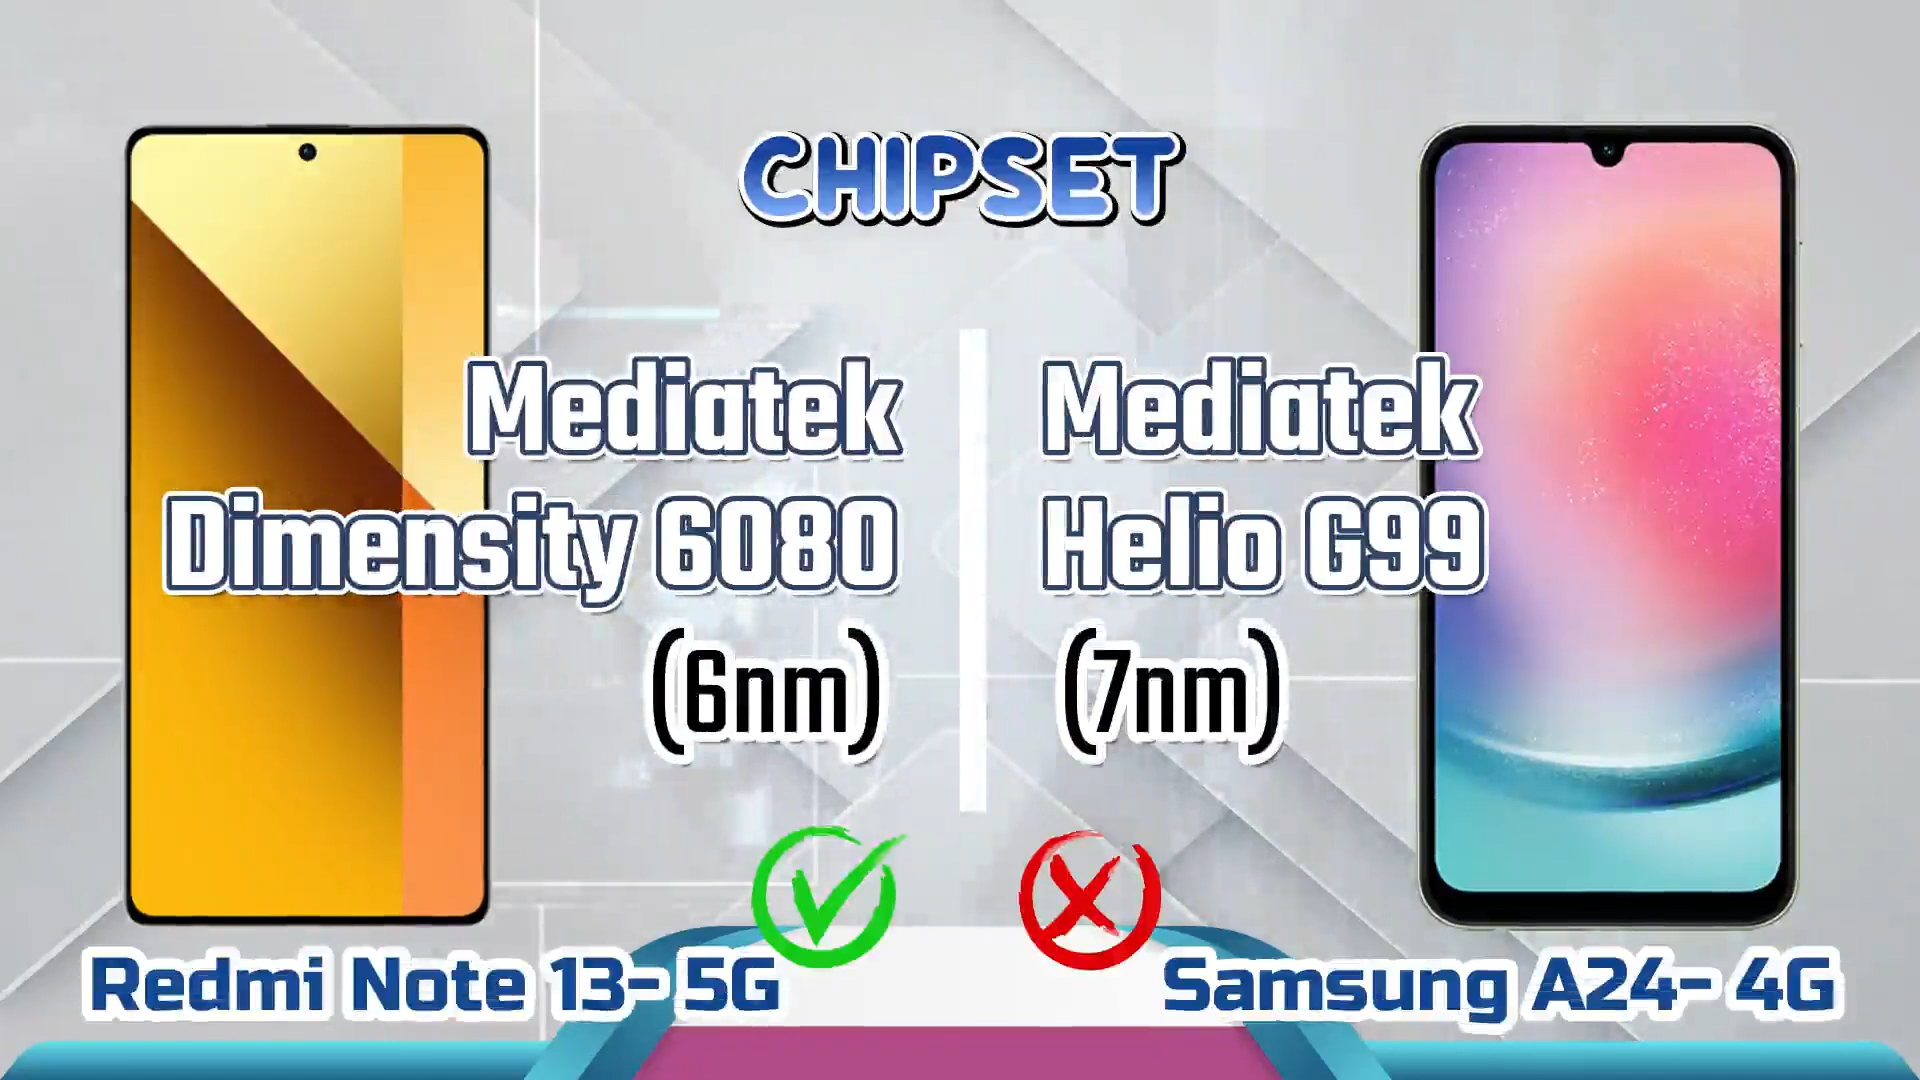 CHIPSET
Mediatek
Dimensity 6080
(6nm)
Mediatek
Helio G99
(7nm)
Redmi Note 13- 5G
Samsung A24- 4G